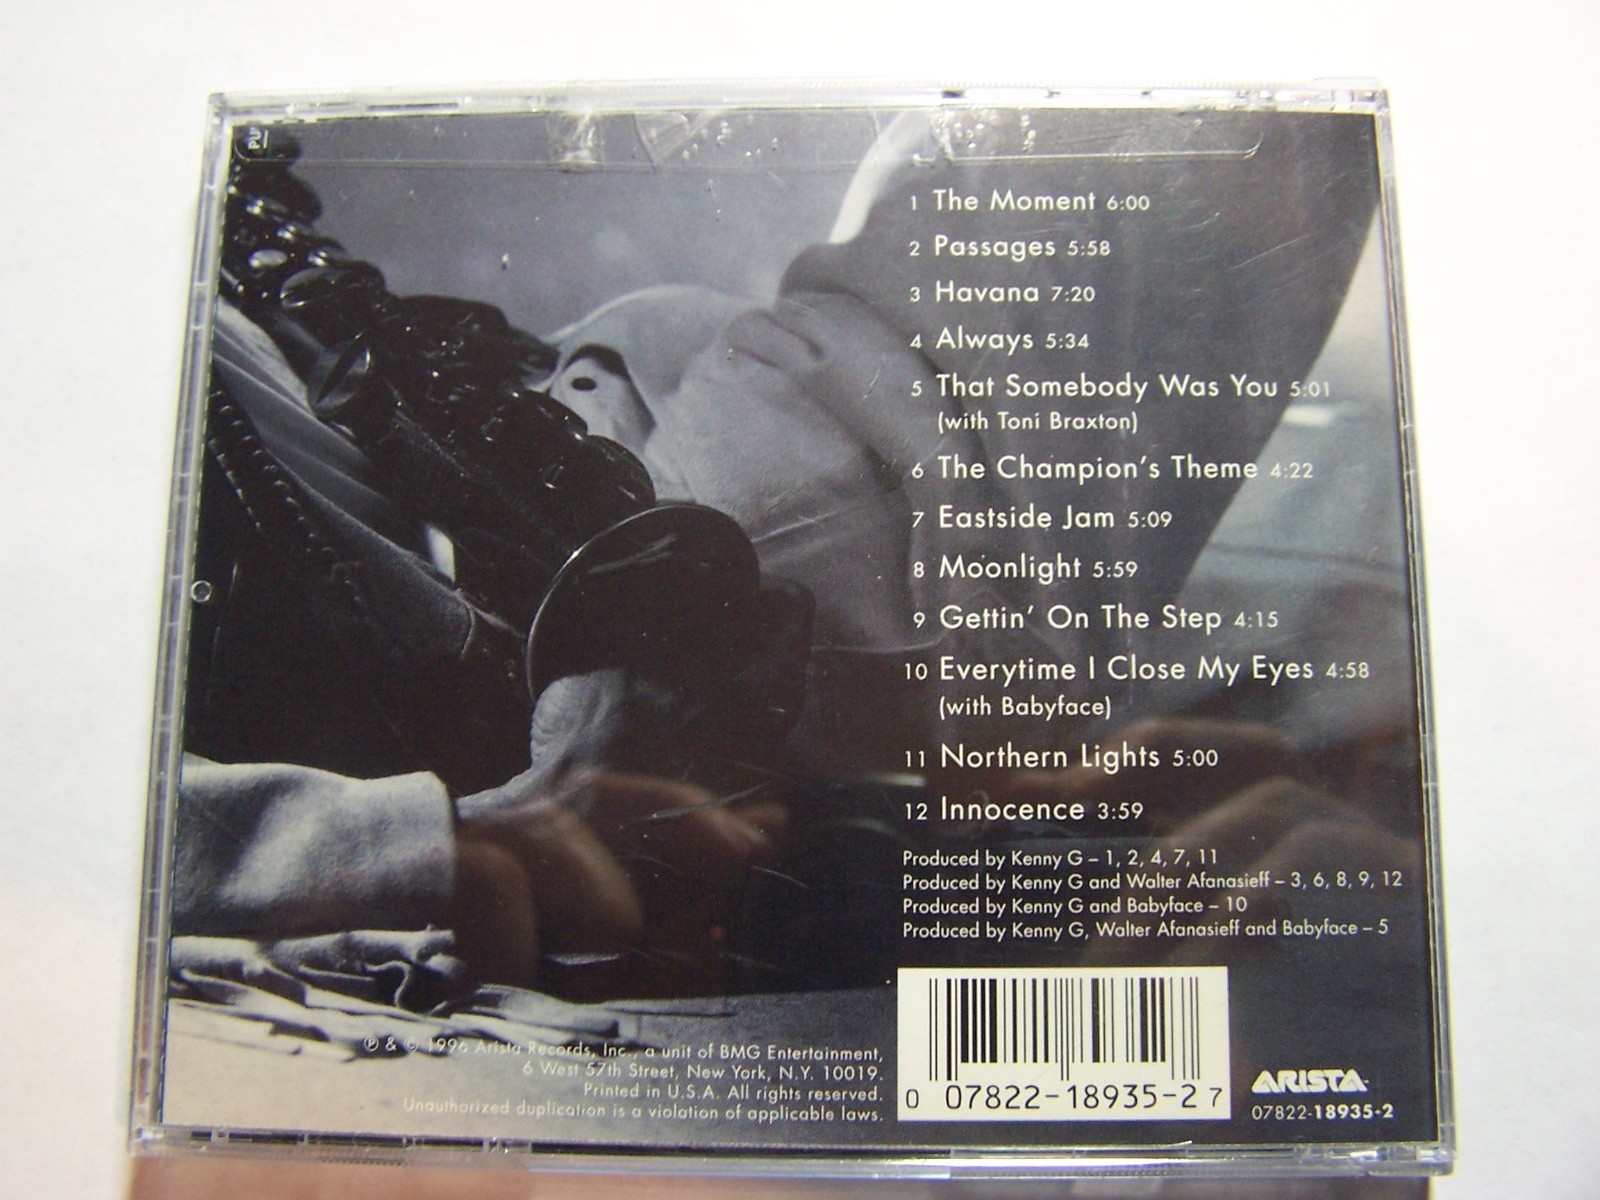 PU
1 The Moment 6:00
2 Passages 5:58
3 Havana 7:20
4 Always 5:34
5 That Somebody Was You 5:01
(with Toni Braxton)
6 The Champion's Theme 4:22
7 Eastside Jam 5:09
8 Moonlight 5:59
9 Gettin' On The Step 4:15
10 Everytime I Close My Eyes 4:58
(with Babyface)
11 Northern Lights 5:00
12 Innocence 3:59
Produced by Kenny G – 1, 2, 4, 7, 11
Produced by Kenny G and Walter Afanasieff – 3, 6, 8, 9, 12
Produced by Kenny G and Babyface – 10
Produced by Kenny G, Walter Afanasieff and Babyface – 5
℗ & © 1996 Arista Records, Inc., a unit of BMG Entertainment,
6 West 57th Street, New York, N.Y. 10019.
Printed in U.S.A. All rights reserved.
Unauthorized duplication is a violation of applicable laws.
0 07822-18935-2 7
ARISTA
07822-18935-2